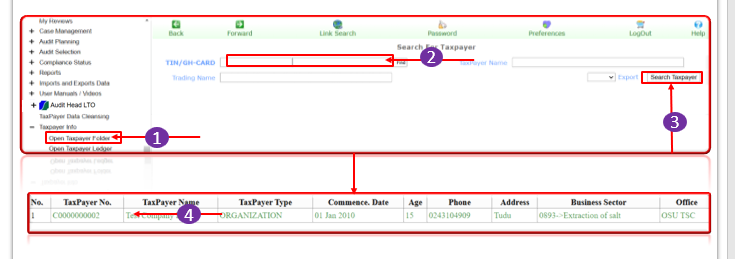 My Reviews
+ Case Management
+ Audit Planning
+ Audit Selection
+ Compliance Status
+ Reports
+ Imports and Exports Data
+ User Manuals / Videos
+ Audit Head LTO
TaxPayer Data Cleansing
− Taxpayer Info
Open Taxpayer Folder
Open Taxpayer Ledger
Back Forward Link Search Password Preferences LogOut Help
Search For Taxpayer
TIN/GH-CARD Taxpayer Name
Trading Name Export Search Taxpayer
1
2
3
No. TaxPayer No. TaxPayer Name TaxPayer Type Commence. Date Age Phone Address Business Sector Office
1 C0000000002 Company ORGANIZATION 01 Jan 2010 15 0243104909 Tudu 0893->Extraction of salt OSU TSC
4